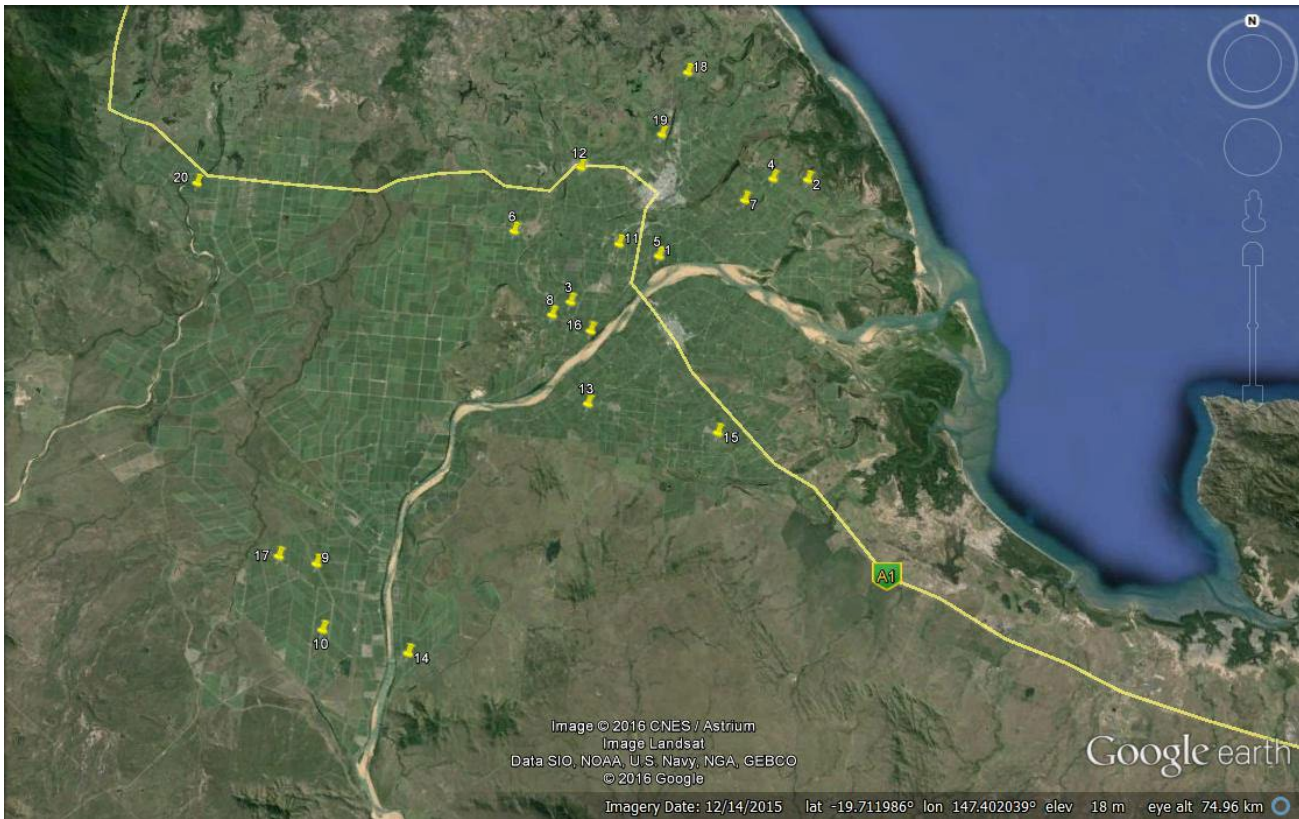 N
18
19
12
4
2
20
7
6
11
5
1
3
8
16
13
15
17
9
A1
10
14
Image © 2016 CNES / Astrium
Image Landsat
Data SIO, NOAA, U.S. Navy, NGA, GEBCO
© 2016 Google
Google earth
Imagery Date: 12/14/2015 lat -19.711986° lon 147.402039° elev 18 m eye alt 74.96 km